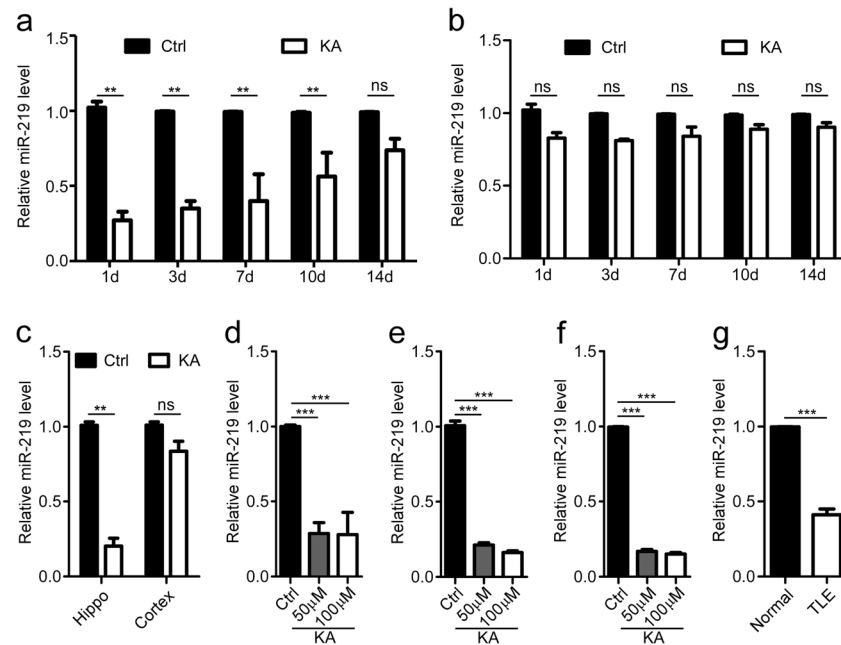 a
Ctrl
KA
Relative miR-219 level
1.5
1.0
0.5
0.0
**
**
**
**
ns
1d
3d
7d
10d
14d
b
Ctrl
KA
Relative miR-219 level
1.5
1.0
0.5
0.0
ns
ns
ns
ns
ns
1d
3d
7d
10d
14d
c
Ctrl
KA
Relative miR-219 level
1.5
1.0
0.5
0.0
**
ns
Hippo
Cortex
d
Relative miR-219 level
1.5
1.0
0.5
0.0
***
***
Ctrl
50μM
100μM
KA
e
Relative miR-219 level
1.5
1.0
0.5
0.0
***
***
Ctrl
50μM
100μM
KA
f
Relative miR-219 level
1.5
1.0
0.5
0.0
***
***
Ctrl
50μM
100μM
KA
g
Relative miR-219 level
1.5
1.0
0.5
0.0
***
Normal
TLE